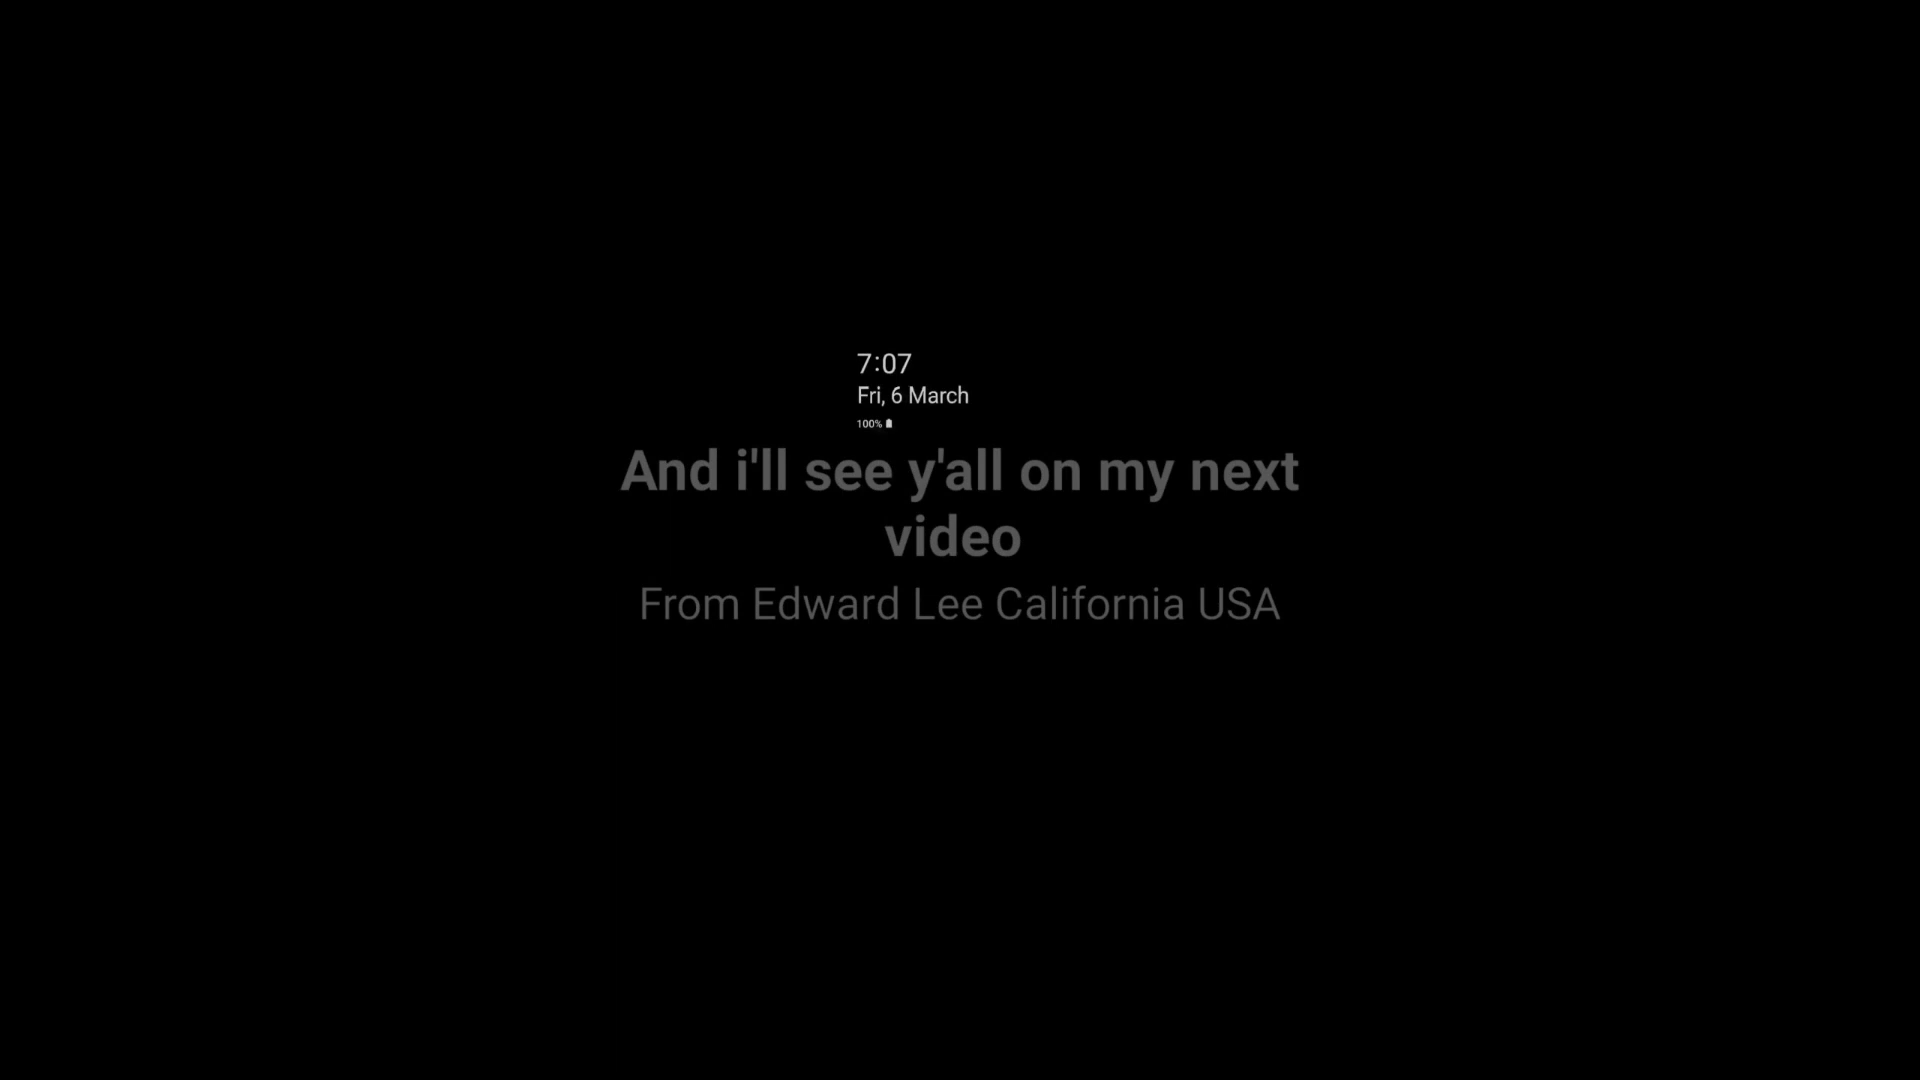 7:07
Fri, 6 March
100%
And i'll see y'all on my next
video
From Edward Lee California USA